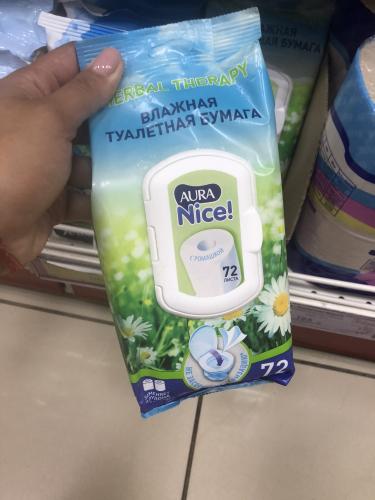 HERBAL THERAPY
ВЛАЖНАЯ
ТУАЛЕТНАЯ БУМАГА
AURA
Nice!
С РОМАШКОЙ
72
ЛИСТА
72